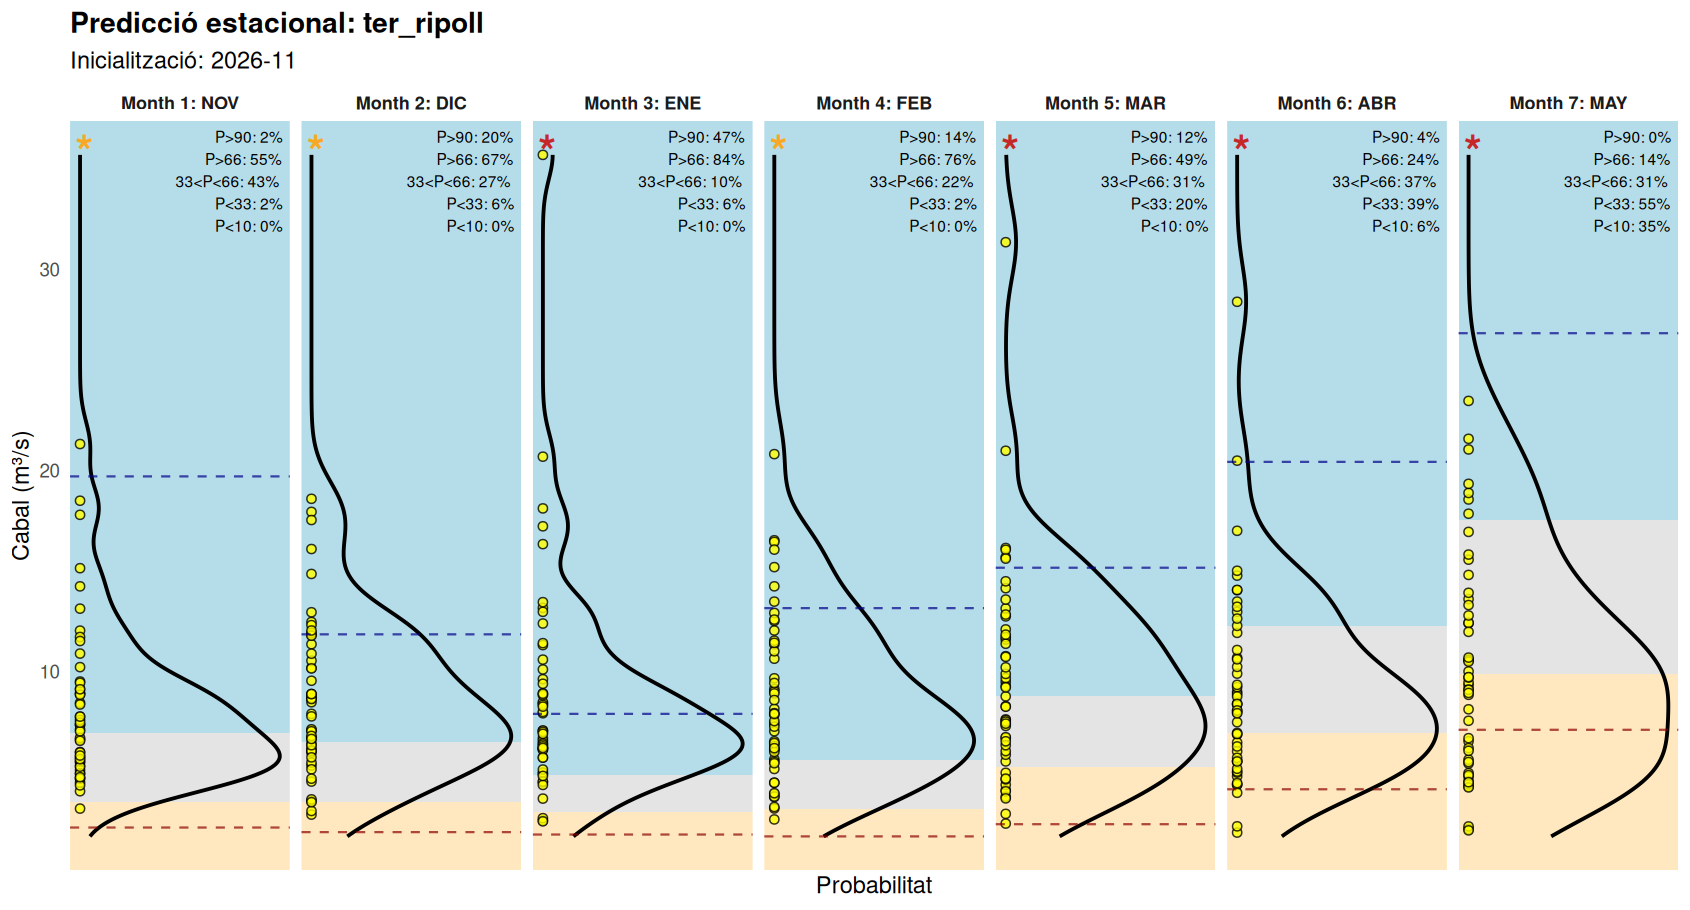 Predicció estacional: ter_ripoll
Inicialització: 2026-11
Month 1: NOV
Month 2: DIC
Month 3: ENE
Month 4: FEB
Month 5: MAR
Month 6: ABR
Month 7: MAY
P>90: 2%
P>66: 55%
33<P<66: 43%
P<33: 2%
P<10: 0%
P>90: 20%
P>66: 67%
33<P<66: 27%
P<33: 6%
P<10: 0%
P>90: 47%
P>66: 84%
33<P<66: 10%
P<33: 6%
P<10: 0%
P>90: 14%
P>66: 76%
33<P<66: 22%
P<33: 2%
P<10: 0%
P>90: 12%
P>66: 49%
33<P<66: 31%
P<33: 20%
P<10: 0%
P>90: 4%
P>66: 24%
33<P<66: 37%
P<33: 39%
P<10: 6%
P>90: 0%
P>66: 14%
33<P<66: 31%
P<33: 55%
P<10: 35%
30
20
10
Cabal (m³/s)
Probabilitat